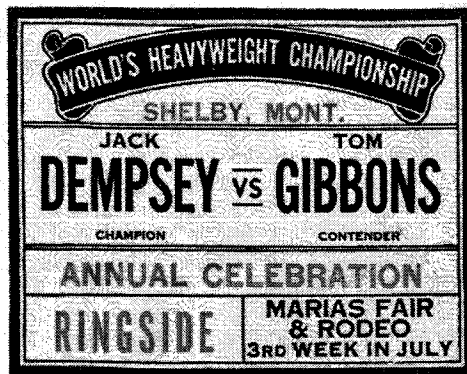 WORLD'S HEAVYWEIGHT CHAMPIONSHIP
SHELBY, MONT.
JACK
TOM
DEMPSEY VS GIBBONS
CHAMPION
CONTENDER
ANNUAL CELEBRATION
RINGSIDE
MARIAS FAIR
& RODEO
3RD WEEK IN JULY